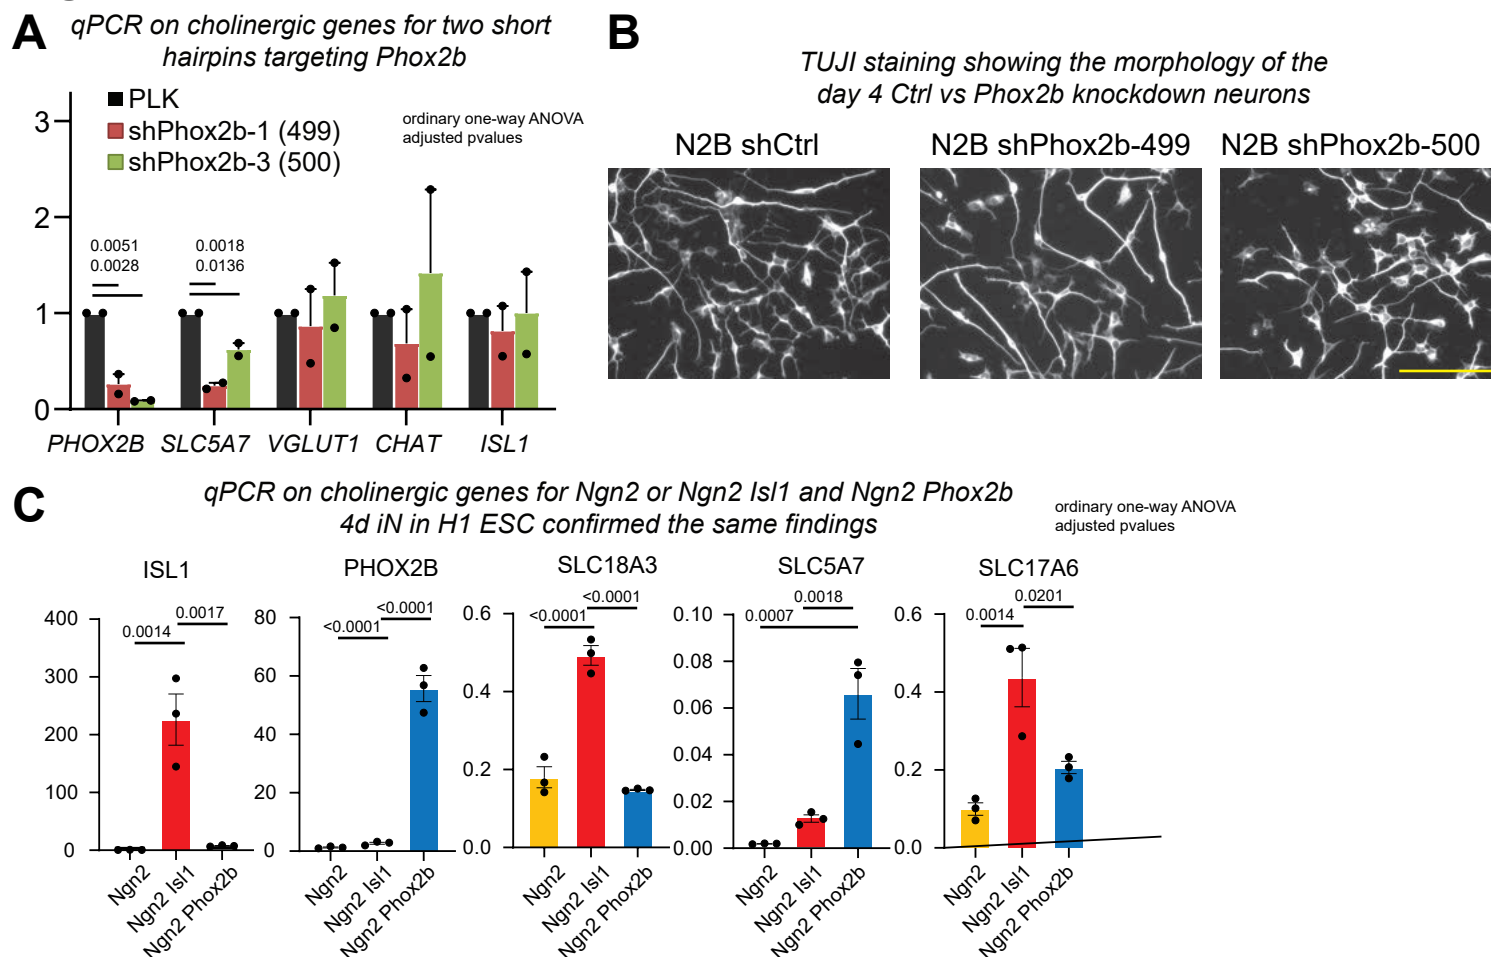 A
qPCR on cholinergic genes for two short
hairpins targeting Phox2b
PLK
shPhox2b-1 (499)
shPhox2b-3 (500)
ordinary one-way ANOVA
adjusted pvalues
3
2
1
0
0.0051
0.0028
0.0018
0.0136
PHOX2B SLC5A7 VGLUT1 CHAT ISL1
B
TUJI staining showing the morphology of the
day 4 Ctrl vs Phox2b knockdown neurons
N2B shCtrl
N2B shPhox2b-499
N2B shPhox2b-500
C
qPCR on cholinergic genes for Ngn2 or Ngn2 Isl1 and Ngn2 Phox2b
4d iN in H1 ESC confirmed the same findings
ordinary one-way ANOVA
adjusted pvalues
ISL1
0.0017
0.0014
400
300
200
100
0
Ngn2
Ngn2 Isl1
Ngn2 Phox2b
PHOX2B
<0.0001
<0.0001
80
60
40
20
0
Ngn2
Ngn2 Isl1
Ngn2 Phox2b
SLC18A3
<0.0001
<0.0001
0.6
0.4
0.2
0.0
Ngn2
Ngn2 Isl1
Ngn2 Phox2b
SLC5A7
0.0018
0.0007
0.10
0.08
0.06
0.04
0.02
0.00
Ngn2
Ngn2 Isl1
Ngn2 Phox2b
SLC17A6
0.0201
0.0014
0.6
0.4
0.2
0.0
Ngn2
Ngn2 Isl1
Ngn2 Phox2b